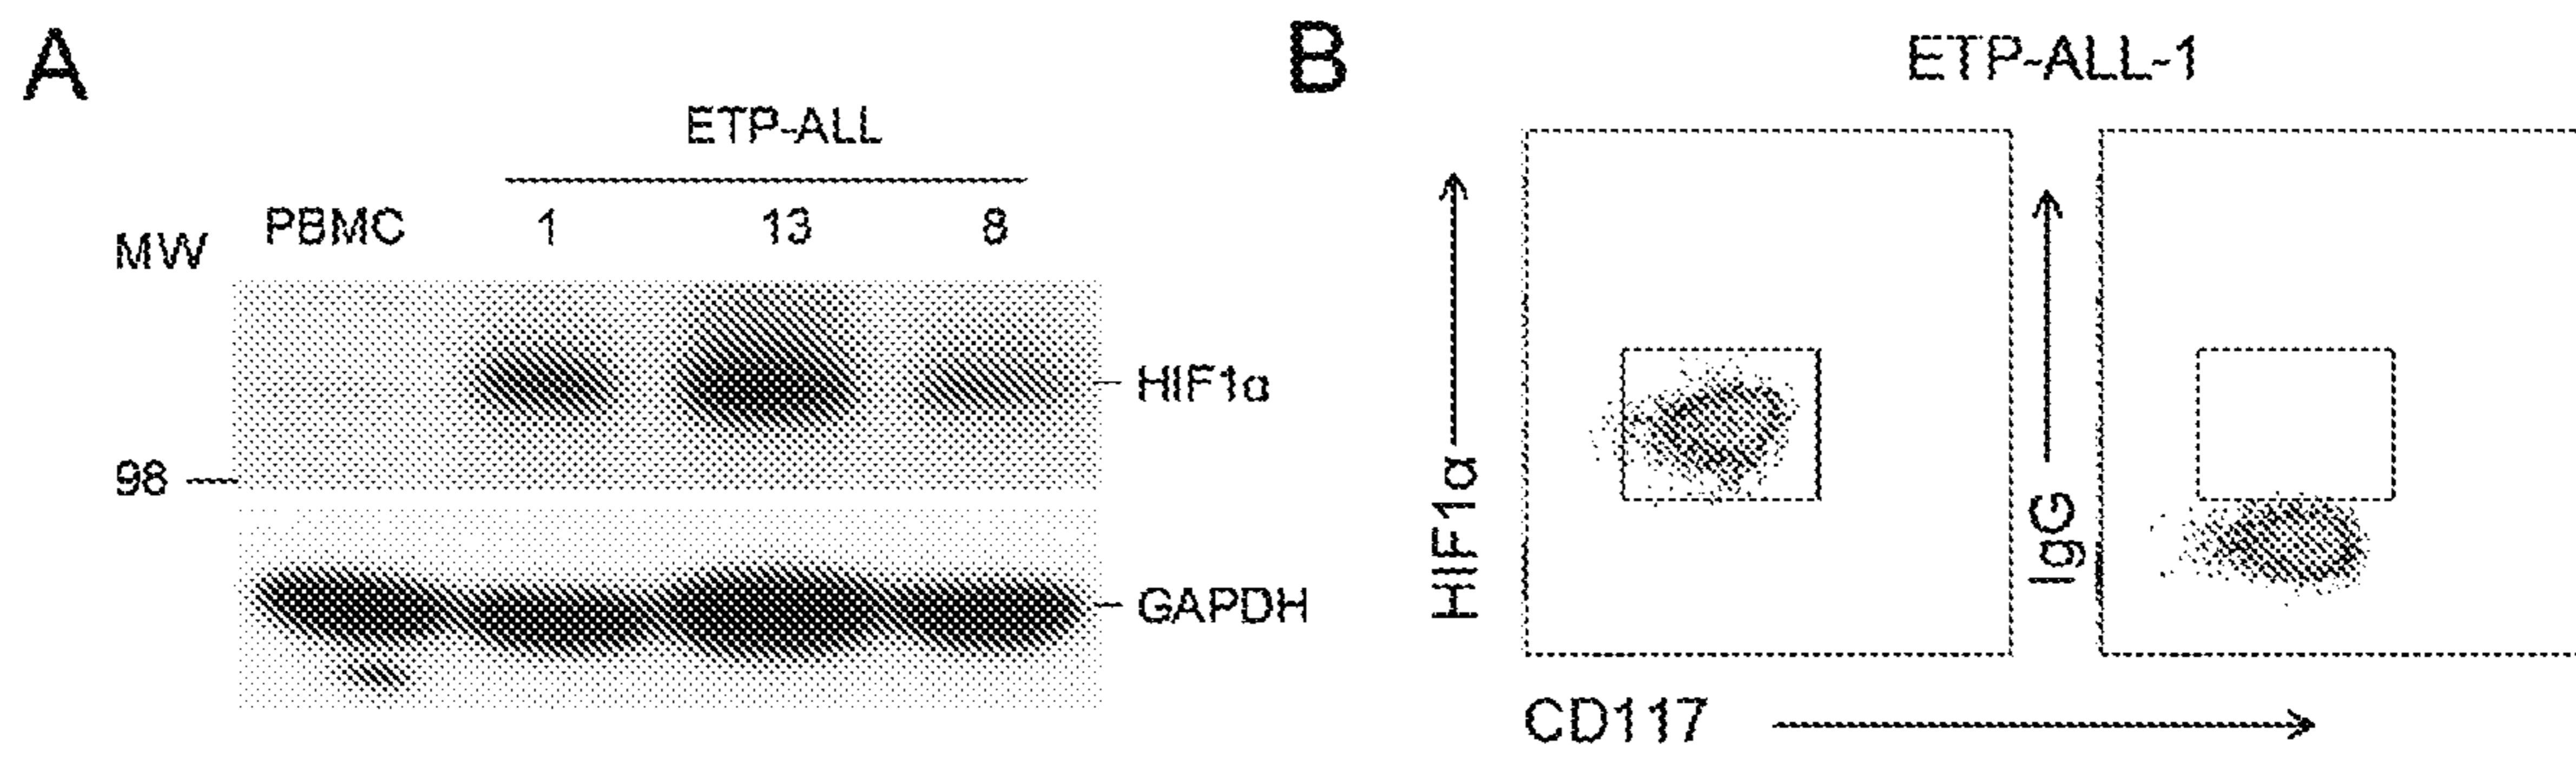 A
ETP-ALL
MW PBMC 1 13 8
HIF1α
98
GAPDH
B
ETP-ALL-1
HIF1α
IgG
CD117